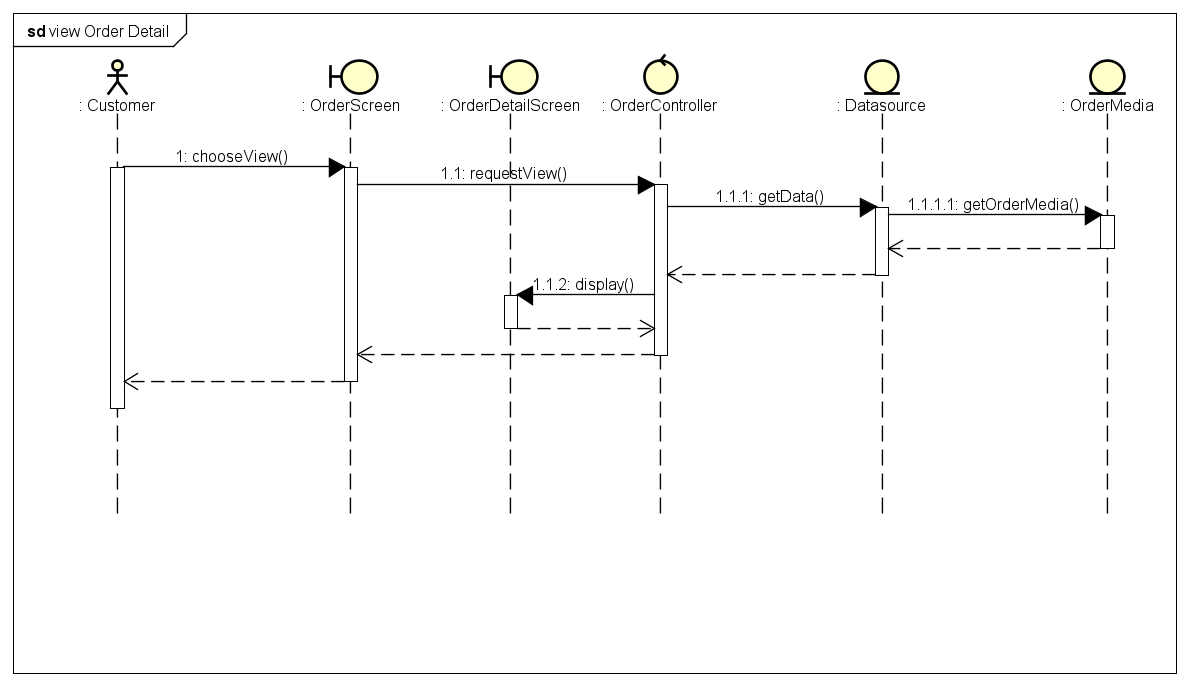 sd view Order Detail
: Customer
: OrderScreen
: OrderDetailScreen
: OrderController
: Datasource
: OrderMedia
1: chooseView()
1.1: requestView()
1.1.1: getData()
1.1.1.1: getOrderMedia()
1.1.2: display()